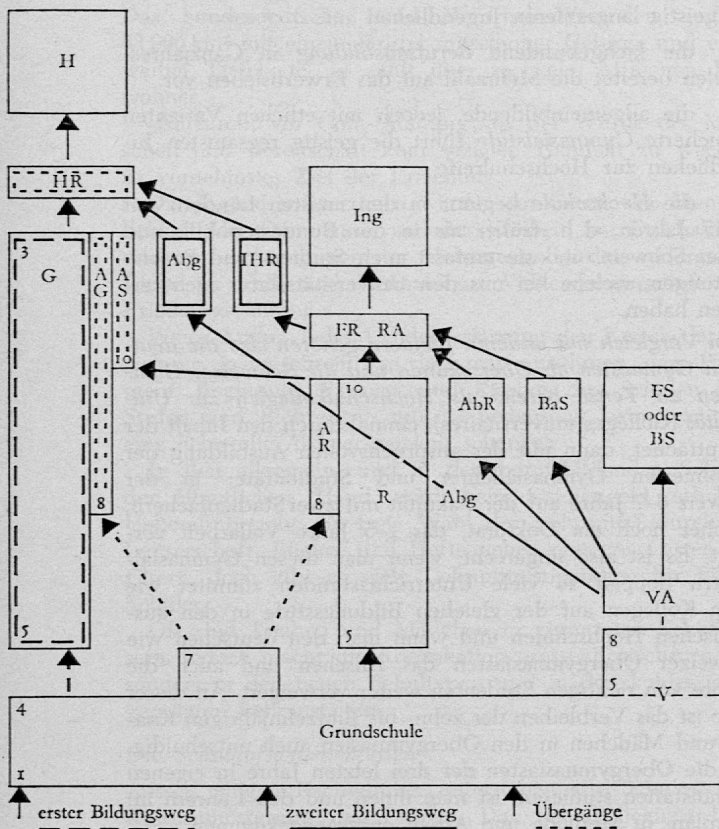 H
HR
Ing
3
G
A A
G S
Abg
IHR
FR RA
10
10
A
R
AbR
BaS
FS
oder
BS
8
8
R
Abg
VA
5
7
5
8
5 -V-
4
Grundschule
1
erster Bildungsweg zweiter Bildungsweg Übergänge